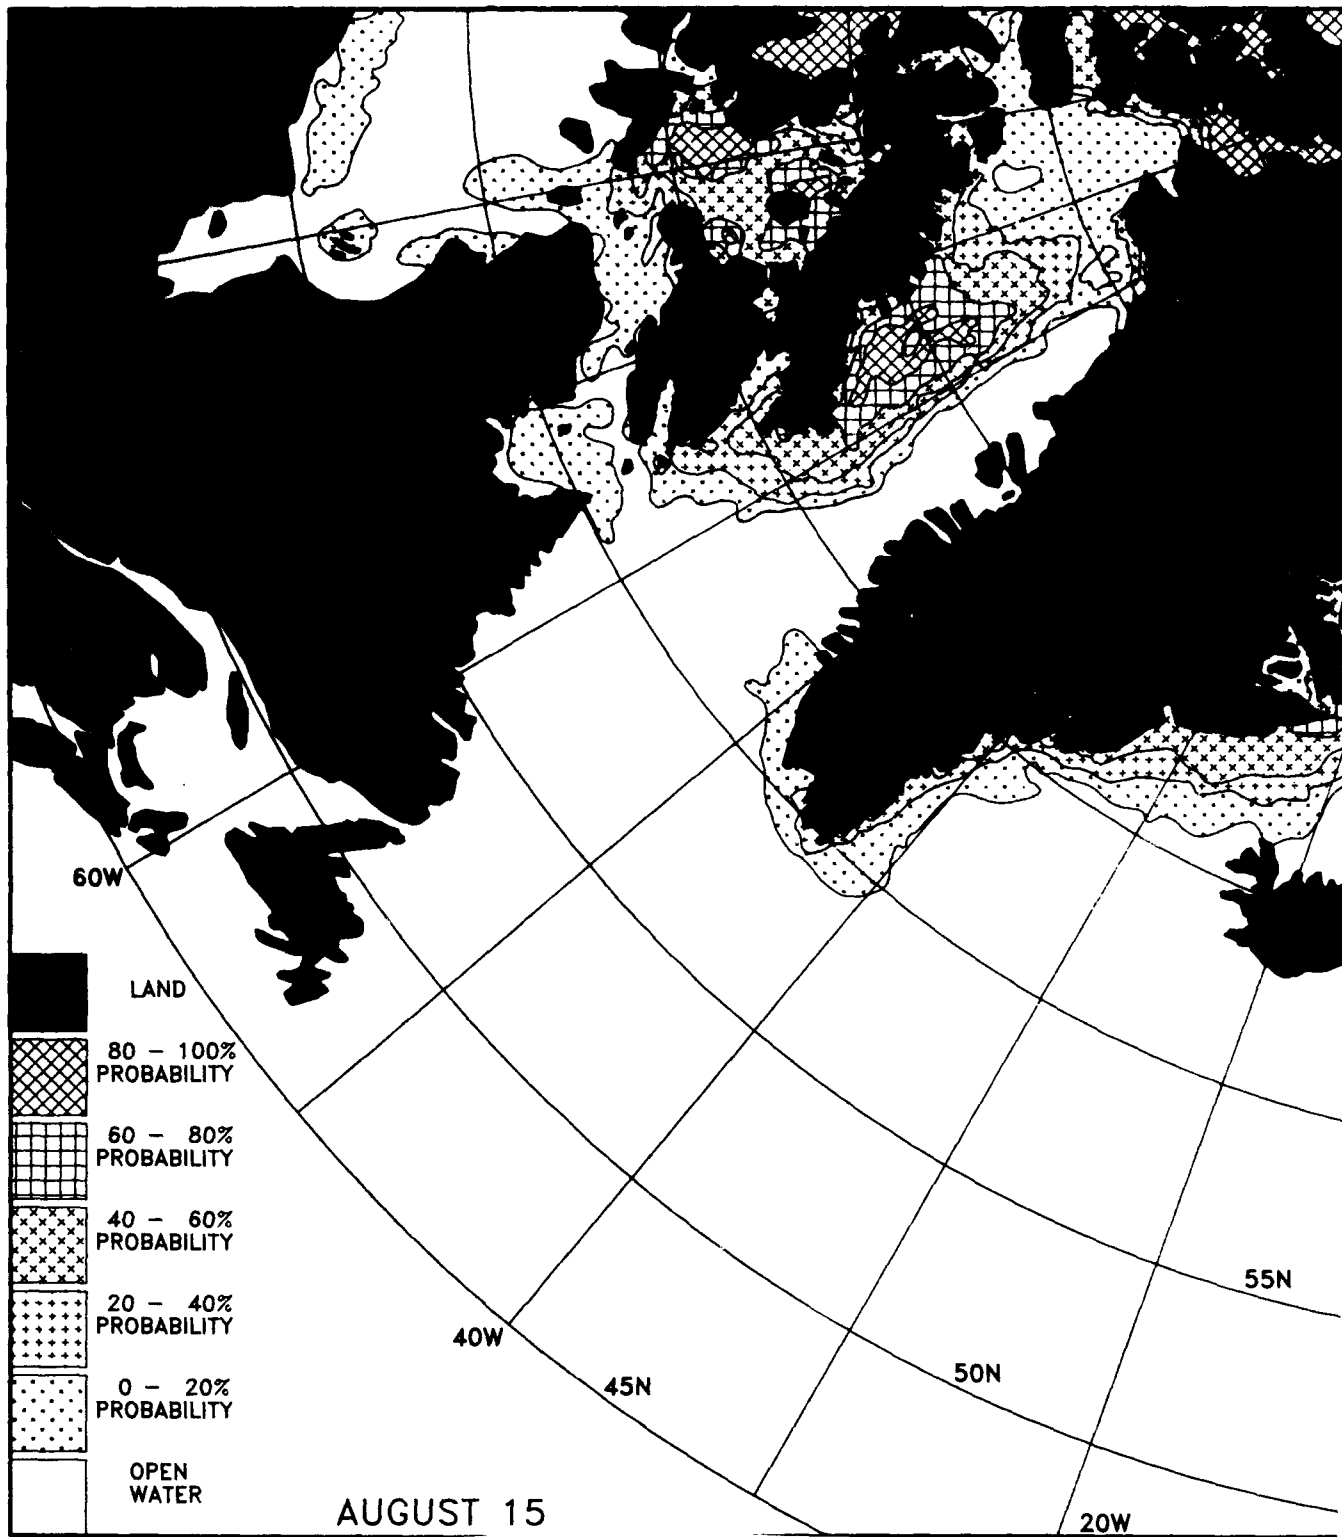 60W
LAND
80 – 100%
PROBABILITY
60 – 80%
PROBABILITY
40 – 60%
PROBABILITY
20 – 40%
PROBABILITY
0 – 20%
PROBABILITY
OPEN
WATER
AUGUST 15
40W
45N
50N
55N
20W